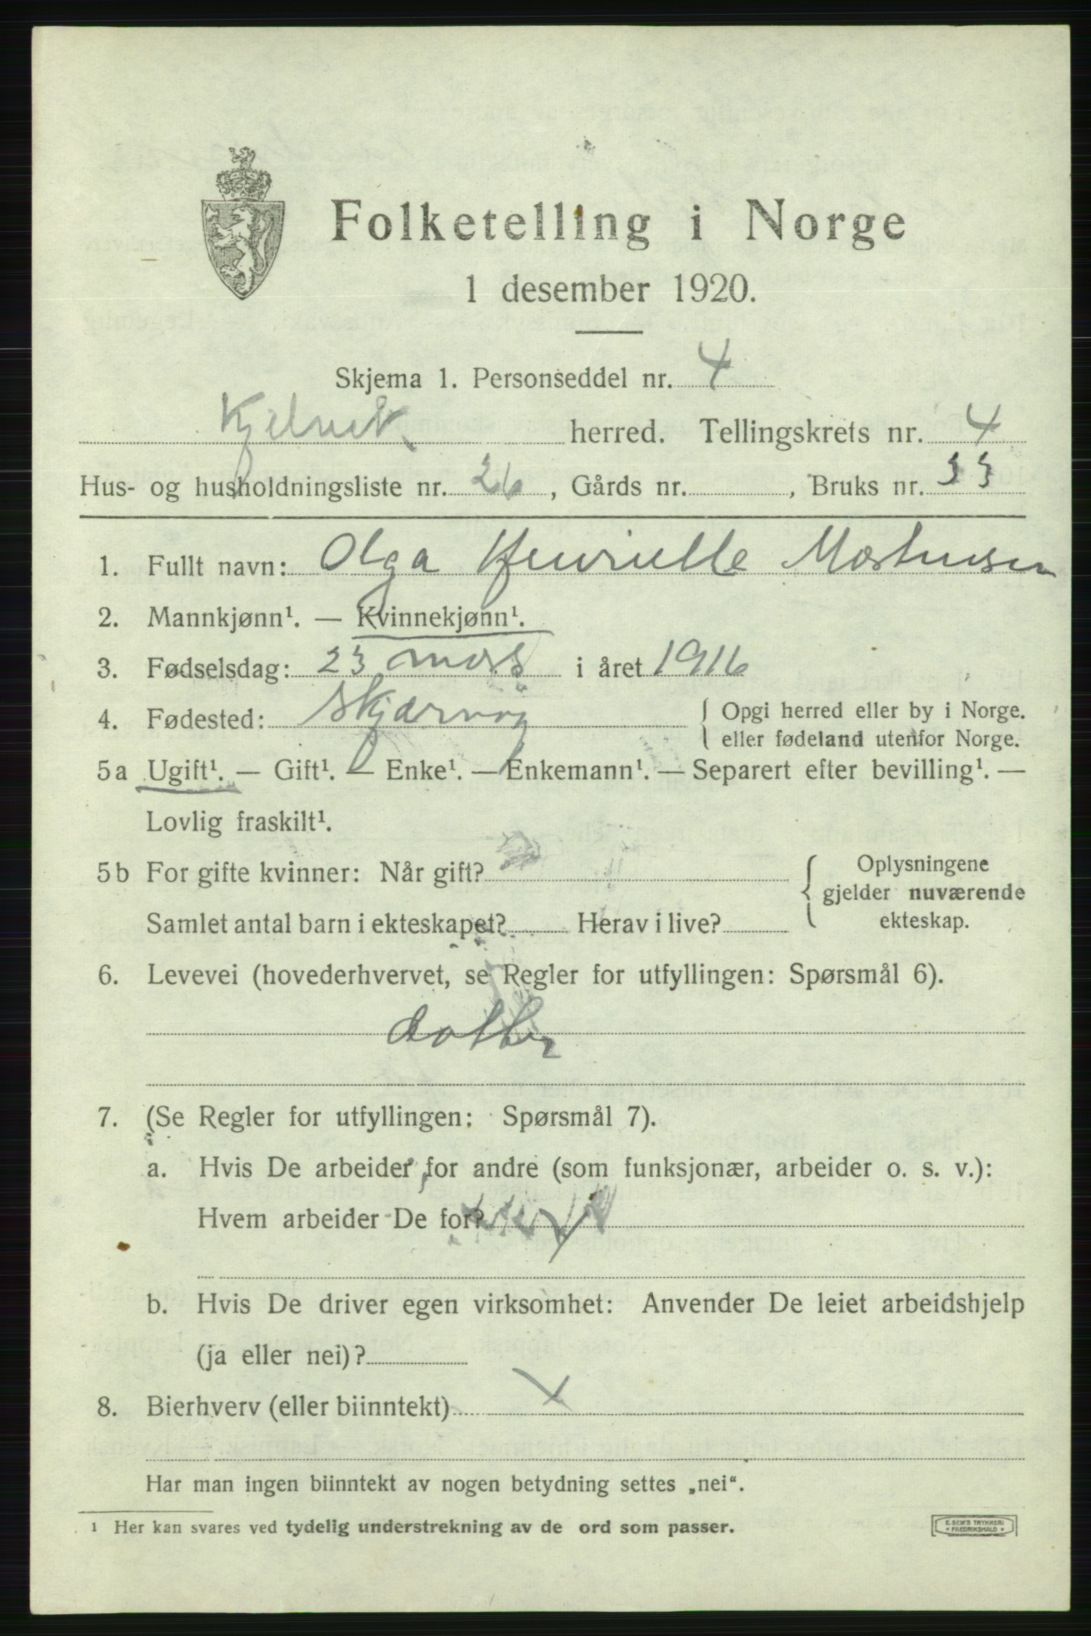 Folketelling i Norge
1 desember 1920.
Skjema 1. Personseddel nr. 4
Kjelvik herred. Tellingskrets nr. 4
Hus- og husholdningsliste nr. 26, Gårds nr. , Bruks nr. 33
1. Fullt navn: Olga Henrielle
2. Mannkjønn¹. — Kvinnekjønn¹.
3. Fødselsdag: 23 mars i året 1916
4. Fødested: Skjærvøy { Opgi herred eller by i Norge.
eller fødeland utenfor Norge.
5a Ugift¹. — Gift¹. — Enke¹. — Enkemann¹. — Separert efter bevilling¹. —
Lovlig fraskilt¹.
5b For gifte kvinner: Når gift? { Oplysningene
gjelder nuværende
Samlet antal barn i ekteskapet? Herav i live? ekteskap.
6. Levevei (hovederhvervet, se Regler for utfyllingen: Spørsmål 6).
datter
7. (Se Regler for utfyllingen: Spørsmål 7).
a. Hvis De arbeider for andre (som funksjonær, arbeider o. s. v.):
Hvem arbeider De for?
b. Hvis De driver egen virksomhet: Anvender De leiet arbeidshjelp
(ja eller nei)?
8. Bierhverv (eller biinntekt) x
Har man ingen biinntekt av nogen betydning settes „nei“.
¹ Her kan svares ved tydelig understrekning av de ord som passer.
E. SEM'S TRYKKERI
FREDRIKSHALD